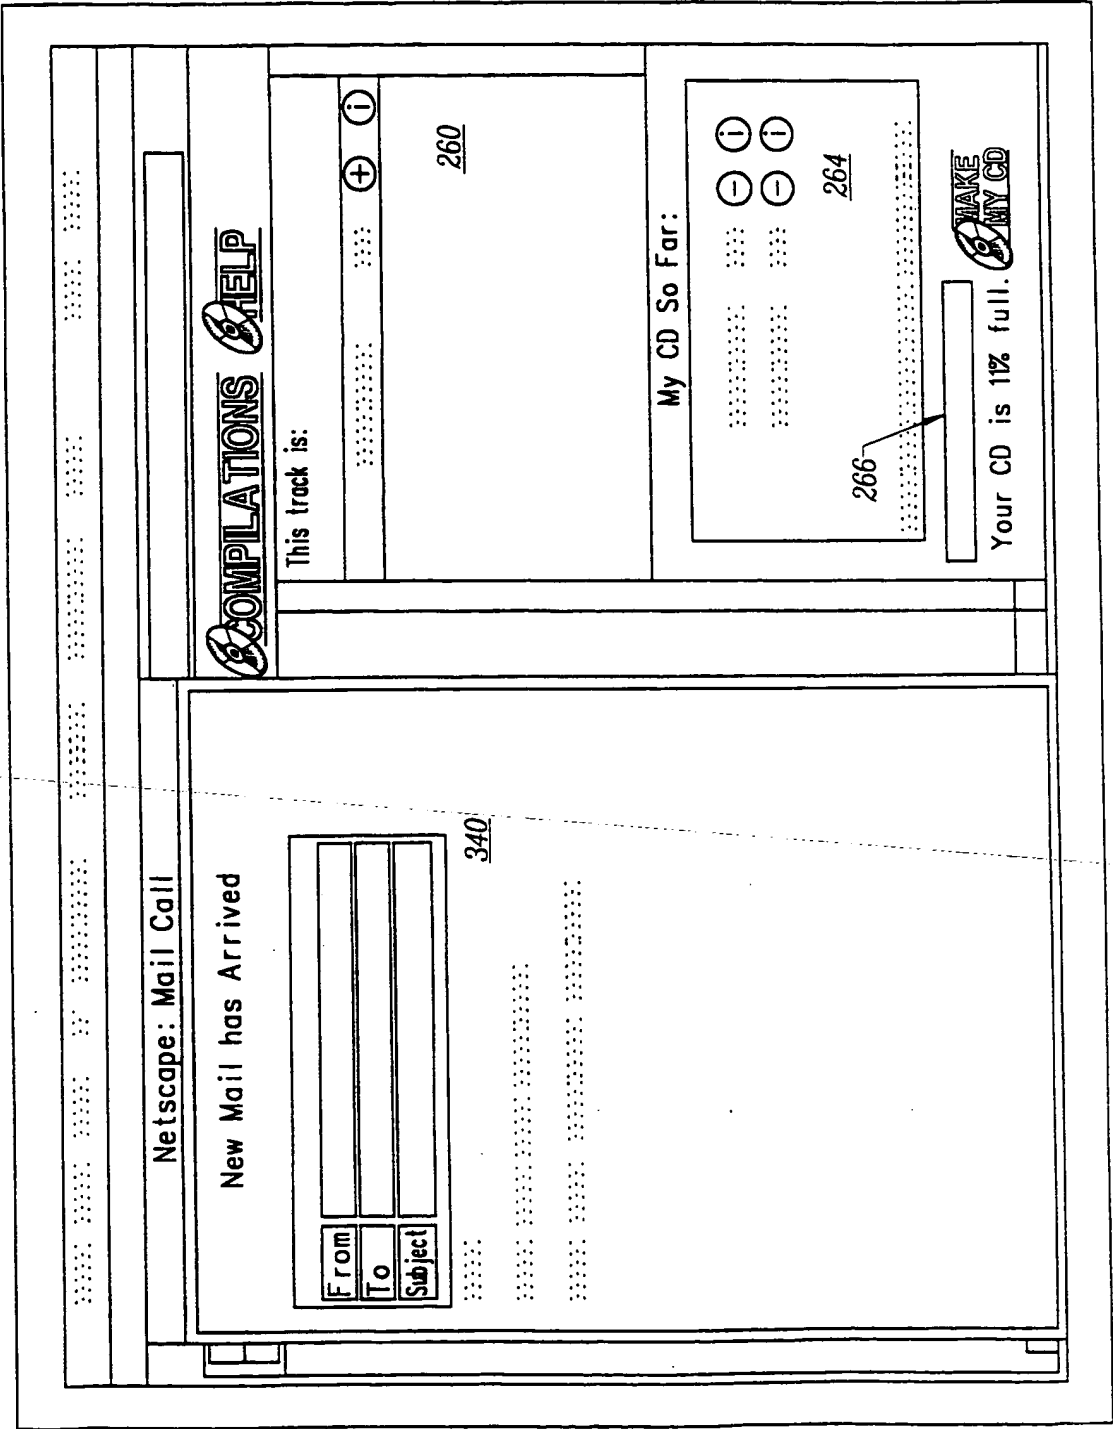 Netscape: Mail Call
New Mail has Arrived
From
To
Subject
340
COMPILATIONS
HELP
This track is:
+ i
260
My CD So Far:
- i
- i
264
266
Your CD is 11% full.
MAKE
MY CD